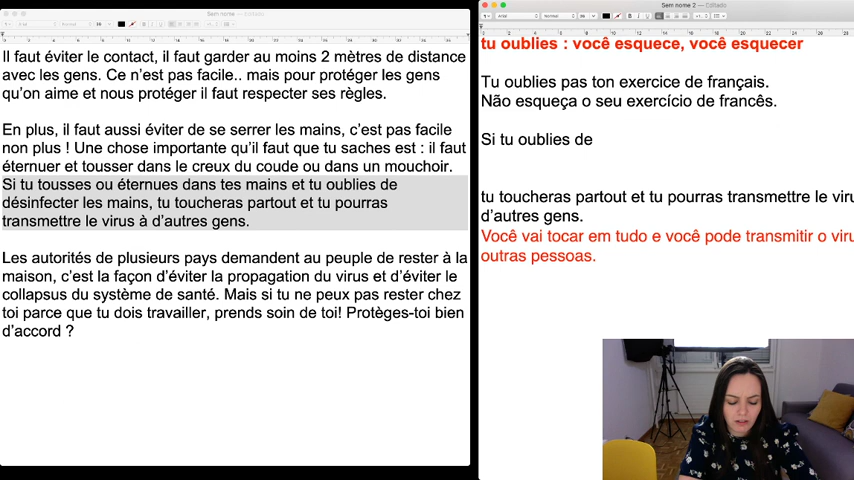 Sem nome — Editado
Il faut éviter le contact, il faut garder au moins 2 mètres de distance
avec les gens. Ce n'est pas facile.. mais pour protéger les gens
qu'on aime et nous protéger il faut respecter ses règles.
En plus, il faut aussi éviter de se serrer les mains, c'est pas facile
non plus ! Une chose importante qu'il faut que tu saches est : il faut
éternuer et tousser dans le creux du coude ou dans un mouchoir.
Si tu tousses ou éternues dans tes mains et tu oublies de
désinfecter les mains, tu toucheras partout et tu pourras
transmettre le virus à d'autres gens.
Les autorités de plusieurs pays demandent au peuple de rester à la
maison, c'est la façon d'éviter la propagation du virus et d'éviter le
collapsus du système de santé. Mais si tu ne peux pas rester chez
toi parce que tu dois travailler, prends soin de toi! Protèges-toi bien
d'accord ?
Sem nome 2 — Editado
tu oublies : você esquece, você esquecer
Tu oublies pas ton exercice de français.
Não esqueça o seu exercício de francês.
Si tu oublies de
tu toucheras partout et tu pourras transmettre le viru
d'autres gens.
Você vai tocar em tudo e você pode transmitir o viru
outras pessoas.